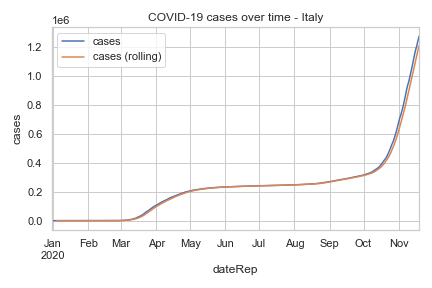 COVID-19 cases over time - Italy
1e6
cases
cases (rolling)
1.2
1.0
0.8
0.6
0.4
0.2
0.0
cases
Jan Feb Mar Apr May Jun Jul Aug Sep Oct Nov
2020
dateRep